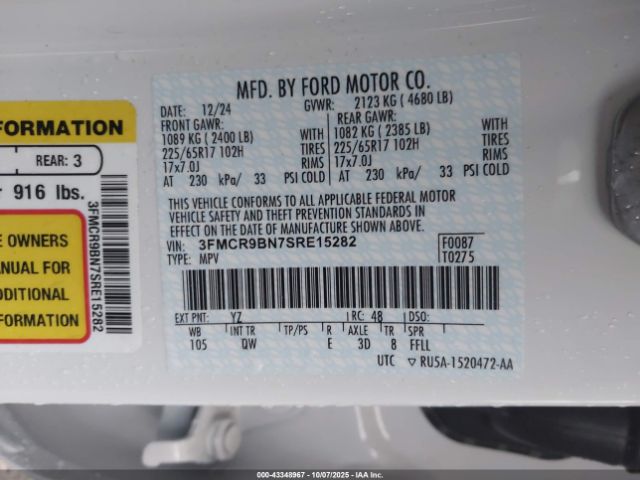 FORMATION
REAR: 3
916 lbs.
E OWNERS
ANUAL FOR
DDITIONAL
FORMATION
3FMCR9BN7SRE15282
MFD. BY FORD MOTOR CO.
DATE: 12/24 GVWR: 2123 KG ( 4680 LB)
FRONT GAWR: REAR GAWR:
1089 KG ( 2400 LB) WITH 1082 KG ( 2385 LB) WITH
225/65R17 102H TIRES 225/65R17 102H TIRES
17x7.0J RIMS 17x7.0J RIMS
AT 230 kPa/ 33 PSI COLD AT 230 kPa/ 33 PSI COLD
THIS VEHICLE CONFORMS TO ALL APPLICABLE FEDERAL MOTOR
VEHICLE SAFETY AND THEFT PREVENTION STANDARDS IN
EFFECT ON THE DATE OF MANUFACTURE SHOWN ABOVE.
VIN: 3FMCR9BN7SRE15282 F0087
TYPE: MPV T0275
EXT PNT: YZ RC: 48 DSO:
WB INT TR TP/PS R AXLE TR SPR
105 QW E 3D 8 FFLL
UTC ▽ RU5A-1520472-AA
Stock No: 43348967 | 10/07/2025 | IAA Inc.